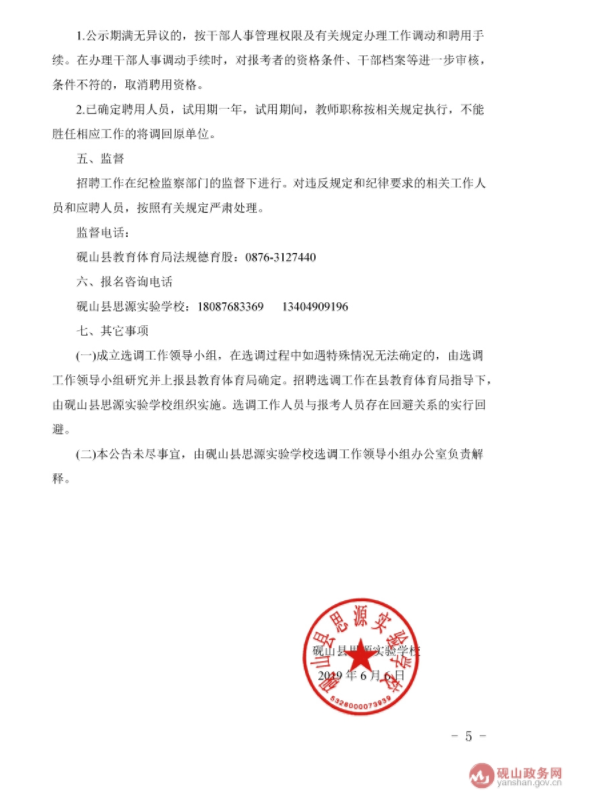 1.公示期满无异议的，按干部人事管理权限及有关规定办理工作调动和聘用手
续。在办理干部人事调动手续时，对报考者的资格条件、干部档案等进一步审核，
条件不符的，取消聘用资格。
2.已确定聘用人员，试用期一年，试用期间，教师职称按相关规定执行，不能
胜任相应工作的将调回原单位。
五、监督
招聘工作在纪检监察部门的监督下进行。对违反规定和纪律要求的相关工作人
员和应聘人员，按照有关规定严肃处理。
监督电话：
砚山县教育体育局法规德育股：0876-3127440
六、报名咨询电话
砚山县思源实验学校：18087683369 13404909196
七、其它事项
(一)成立选调工作领导小组，在选调过程中如遇特殊情况无法确定的，由选调
工作领导小组研究并上报县教育体育局确定。招聘选调工作在县教育体育局指导下，
由砚山县思源实验学校组织实施。选调工作人员与报考人员存在回避关系的实行回
避。
(二)本公告未尽事宜，由砚山县思源实验学校选调工作领导小组办公室负责解
释。
砚山县思源实验学校
砚山县思源实验学校
2019 年 6 月 6 日
5326000073939
- 5 -
砚山政务网
yanshan.gov.cn